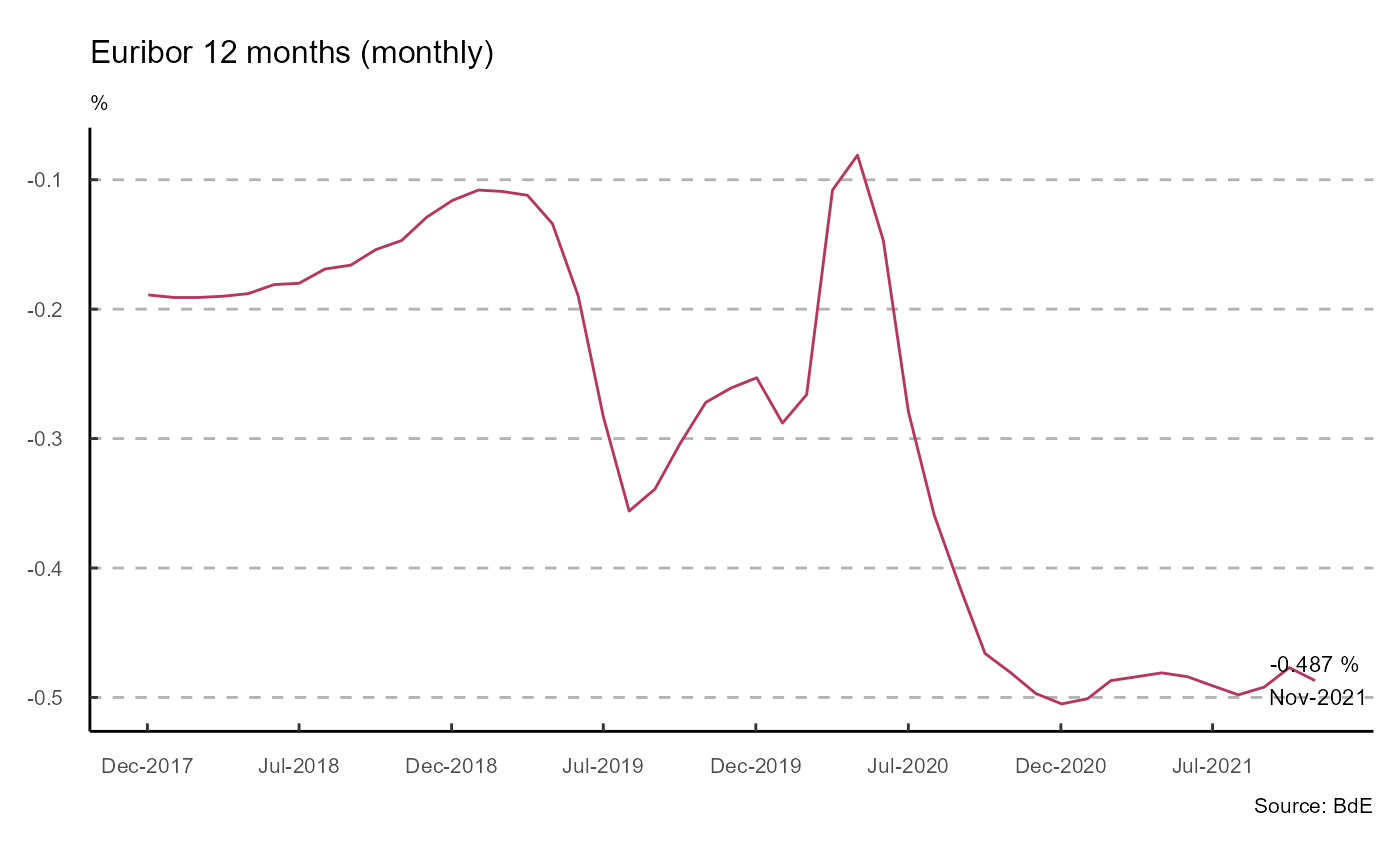 Euribor 12 months (monthly)
%
-0.1
-0.2
-0.3
-0.4
-0.5
-0.487 %
Nov-2021
Dec-2017 Jul-2018 Dec-2018 Jul-2019 Dec-2019 Jul-2020 Dec-2020 Jul-2021
Source: BdE